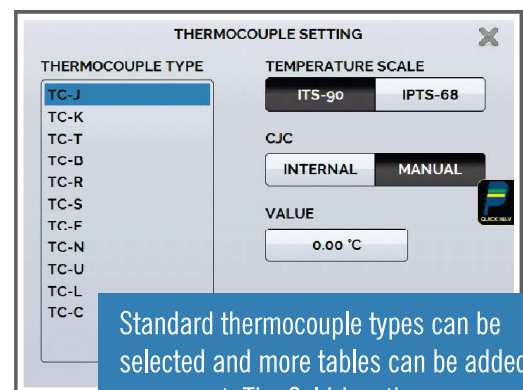 THERMOCOUPLE SETTING
THERMOCOUPLE TYPE
TC-J
TC-K
TC-T
TC-B
TC-R
TC-S
TC-E
TC-N
TC-U
TC-L
TC-C
TEMPERATURE SCALE
ITS-90
IPTS-68
CJC
INTERNAL
MANUAL
VALUE
0.00 °C
QUICK NAV
Standard thermocouple types can be
selected and more tables can be added